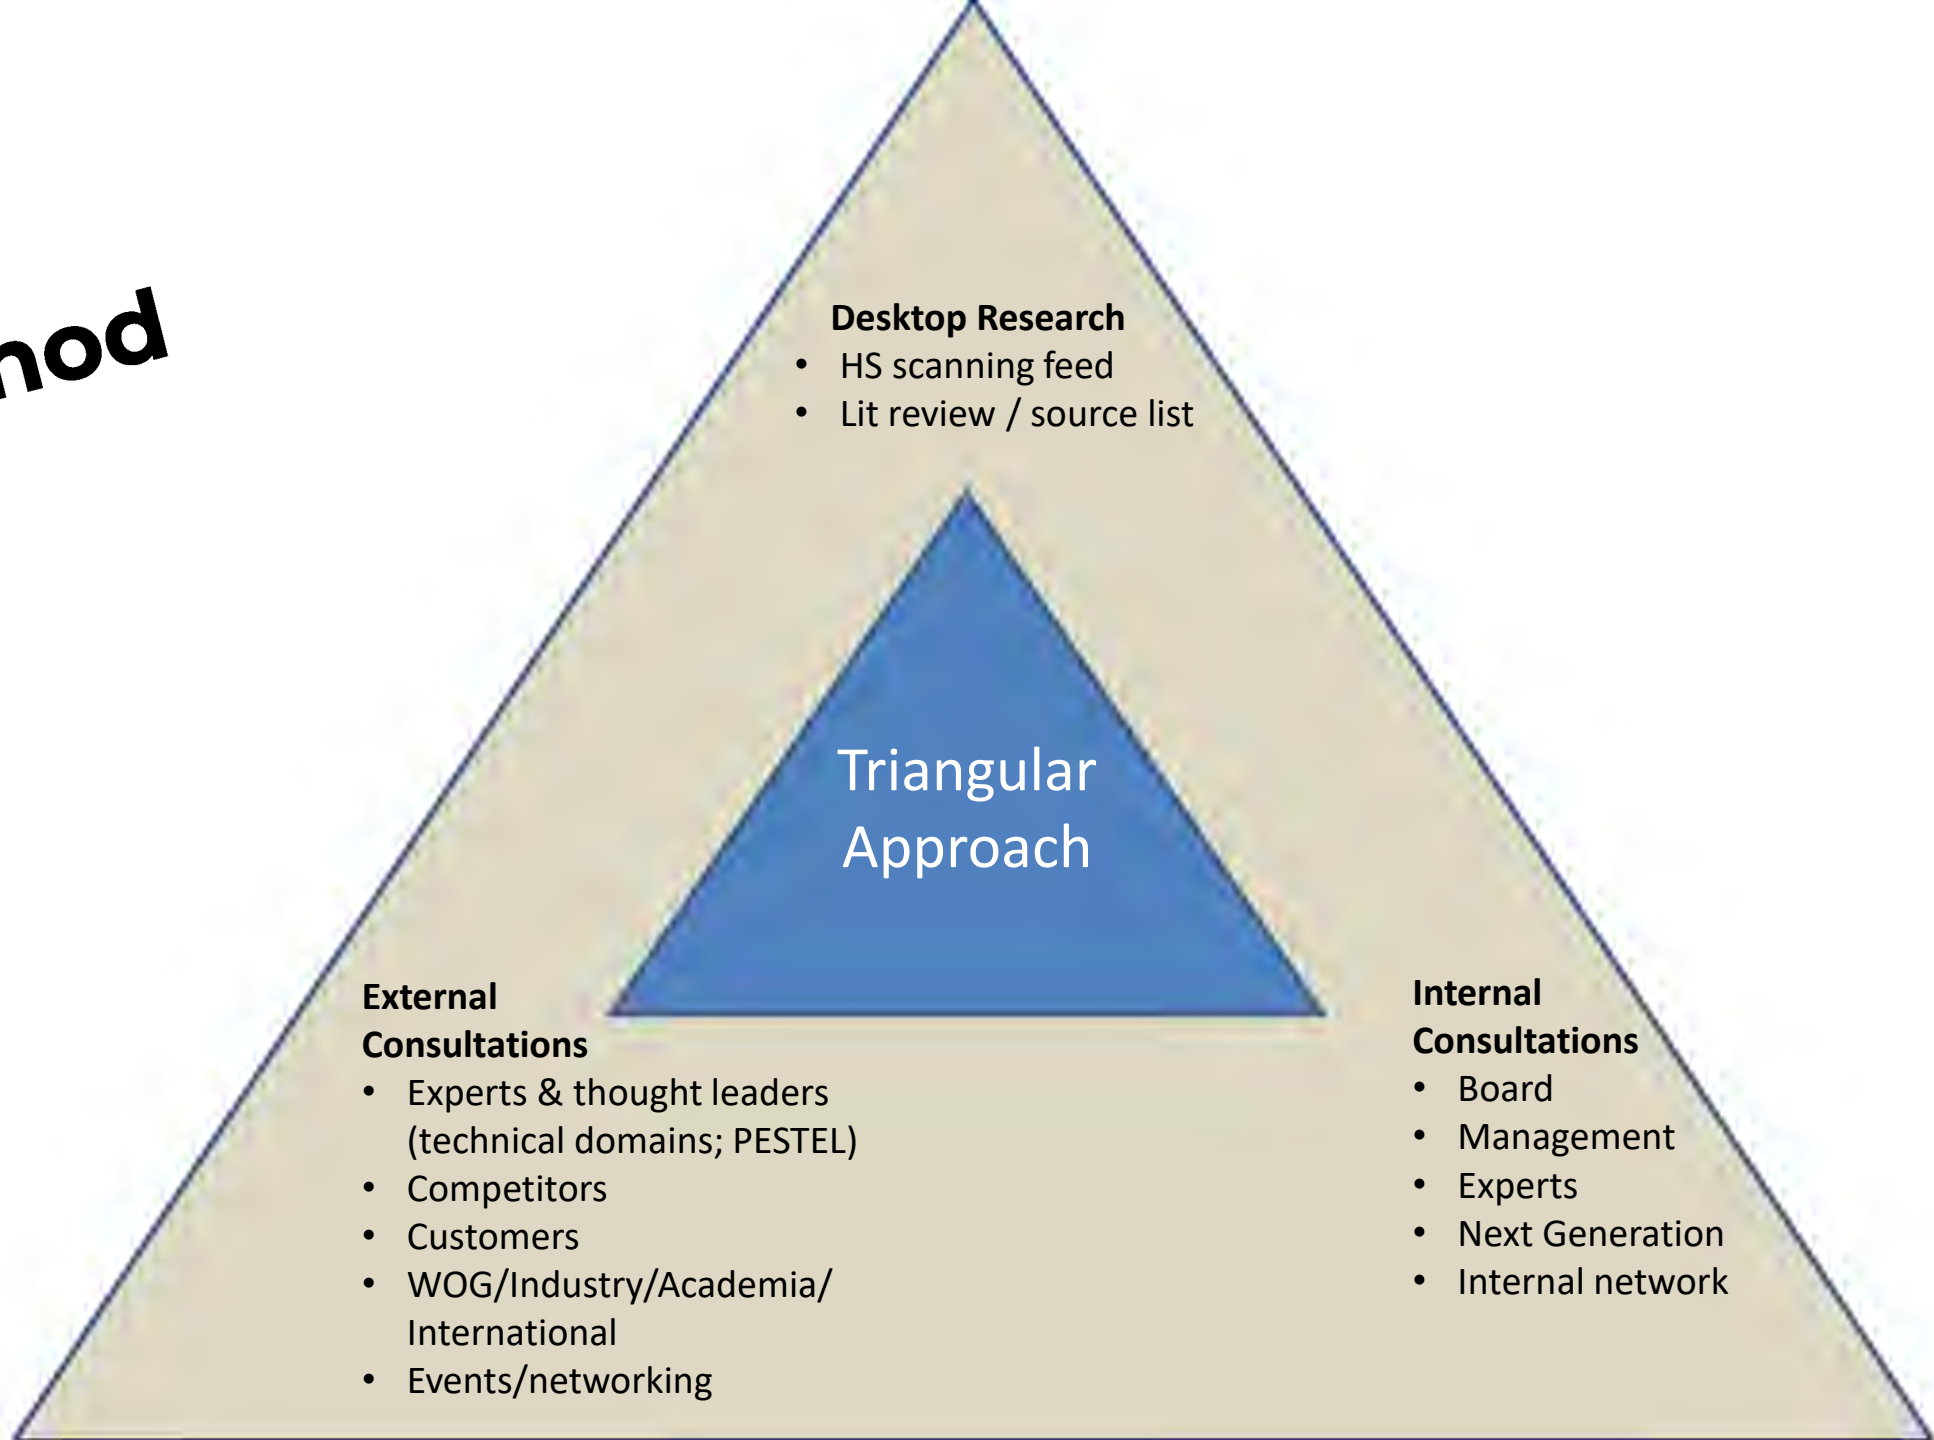 Desktop Research
• HS scanning feed
• Lit review / source list
Triangular
Approach
External
Consultations
• Experts & thought leaders
(technical domains; PESTEL)
• Competitors
• Customers
• WOG/Industry/Academia/
International
• Events/networking
Internal
Consultations
• Board
• Management
• Experts
• Next Generation
• Internal network